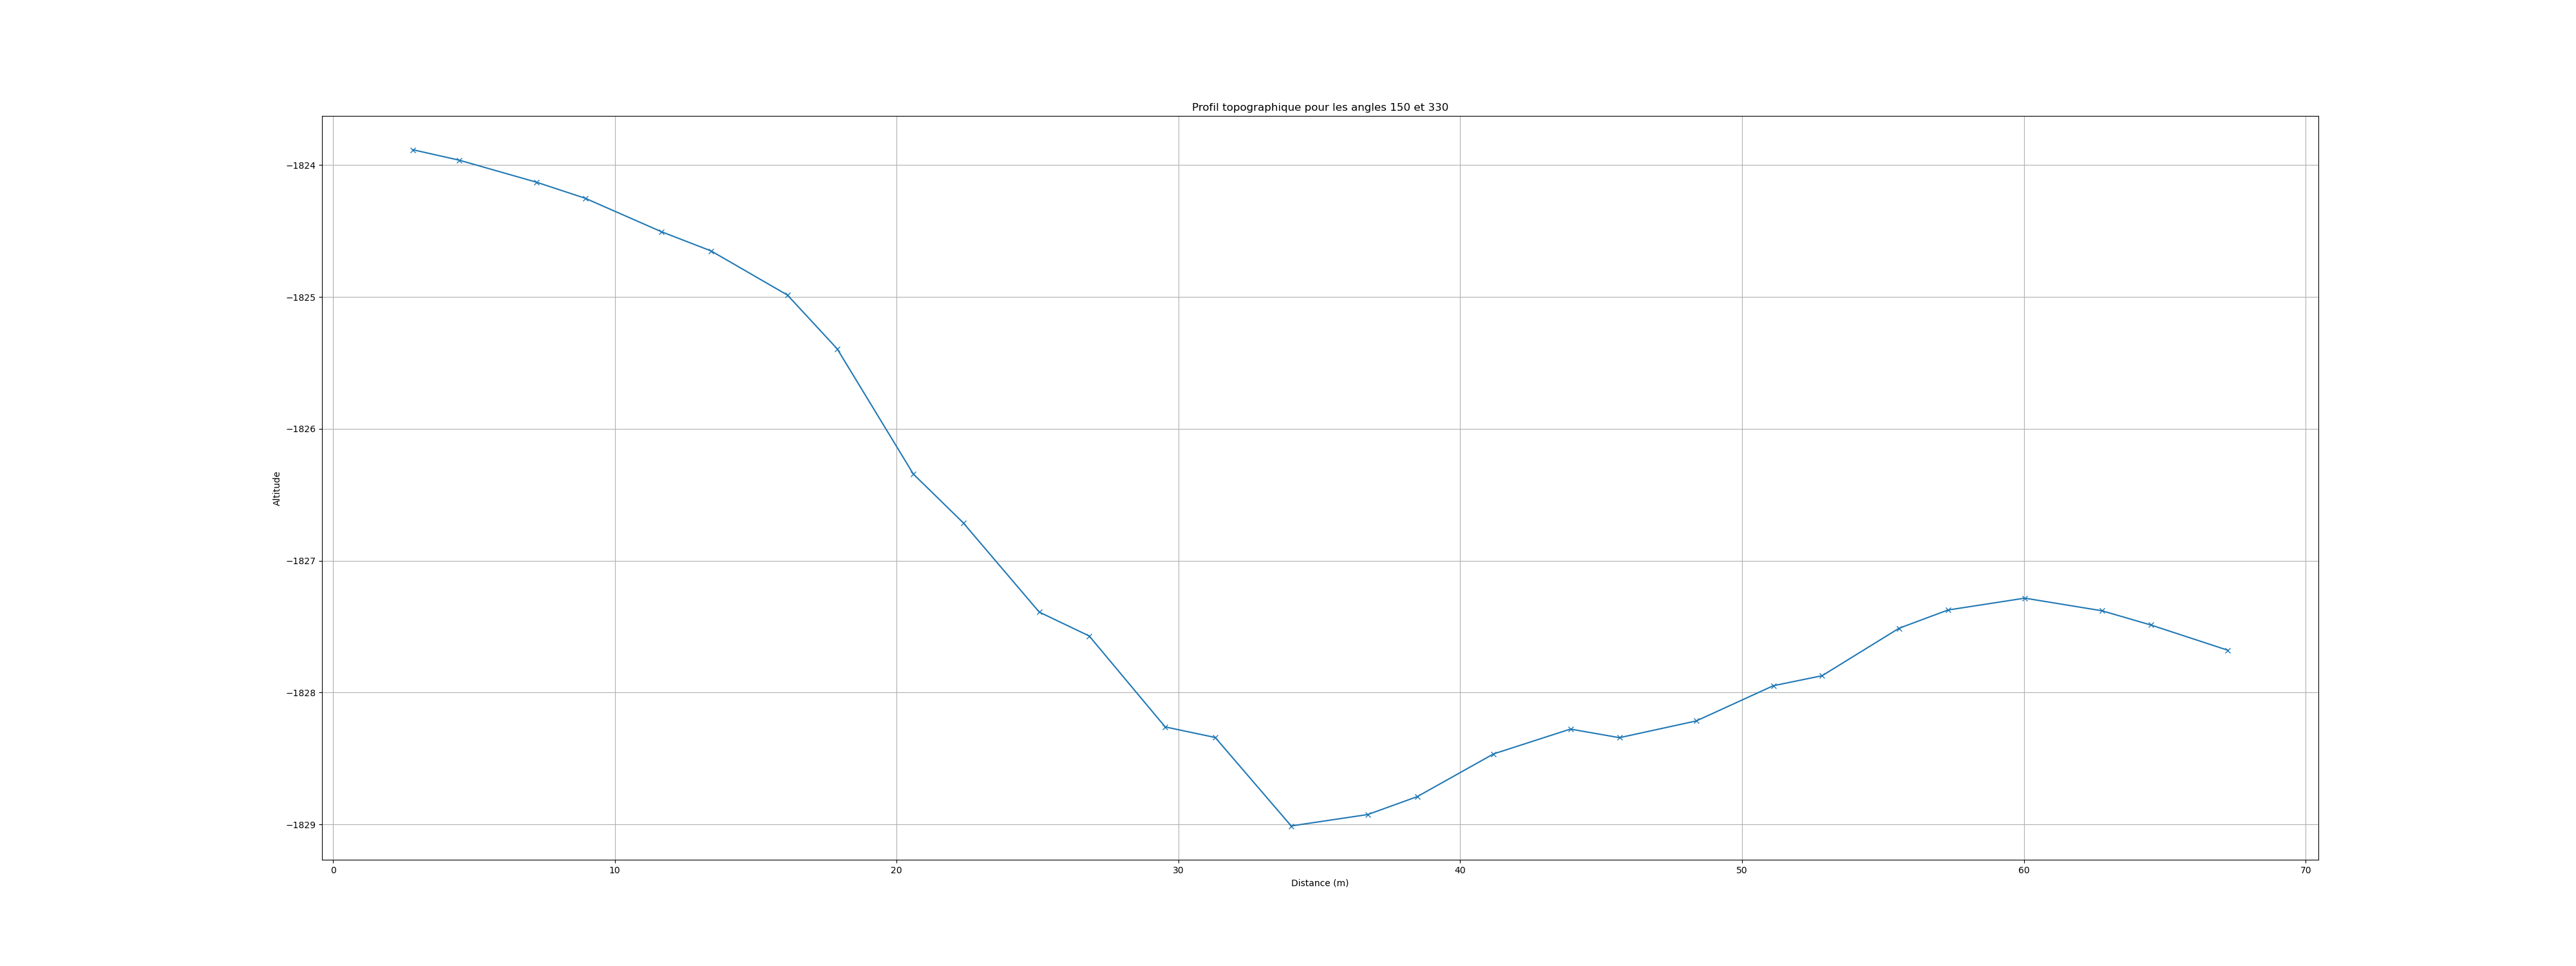 Profil topographique pour les angles 150 et 330
−1824
−1825
−1826
−1827
−1828
−1829
Altitude
0 10 20 30 40 50 60 70
Distance (m)